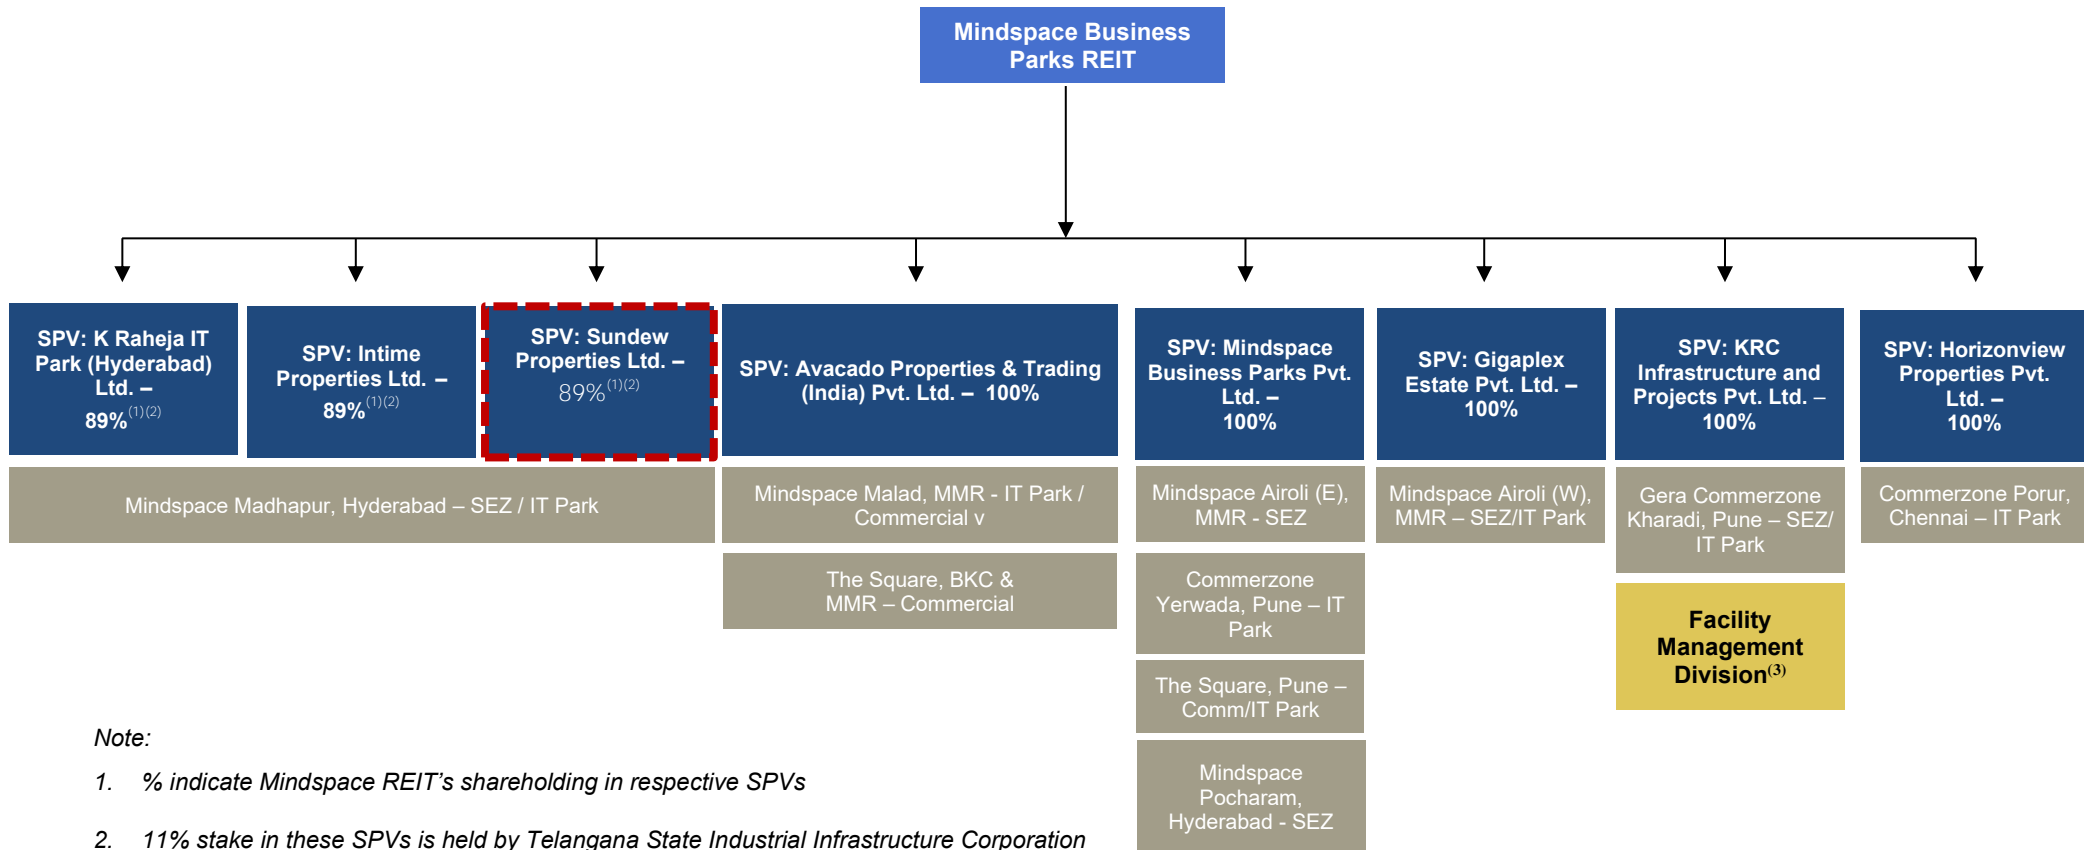 Mindspace Business
Parks REIT
SPV: K Raheja IT
Park (Hyderabad)
Ltd. –
89%(1)(2)
SPV: Intime
Properties Ltd. –
89%(1)(2)
SPV: Sundew
Properties Ltd. –
89%(1)(2)
SPV: Avacado Properties & Trading
(India) Pvt. Ltd. – 100%
SPV: Mindspace
Business Parks Pvt.
Ltd. –
100%
SPV: Gigaplex
Estate Pvt. Ltd. –
100%
SPV: KRC
Infrastructure and
Projects Pvt. Ltd. –
100%
SPV: Horizonview
Properties Pvt.
Ltd. –
100%
Mindspace Madhapur, Hyderabad – SEZ / IT Park
Mindspace Malad, MMR - IT Park /
Commercial v
Mindspace Airoli (E),
MMR - SEZ
Mindspace Airoli (W),
MMR – SEZ/IT Park
Gera Commerzone
Kharadi, Pune – SEZ/
IT Park
Commerzone Porur,
Chennai – IT Park
The Square, BKC &
MMR – Commercial
Commerzone
Yerwada, Pune – IT
Park
Facility
Management
Division(3)
The Square, Pune –
Comm/IT Park
Mindspace
Pocharam,
Hyderabad - SEZ
Note:
1. % indicate Mindspace REIT’s shareholding in respective SPVs
2. 11% stake in these SPVs is held by Telangana State Industrial Infrastructure Corporation